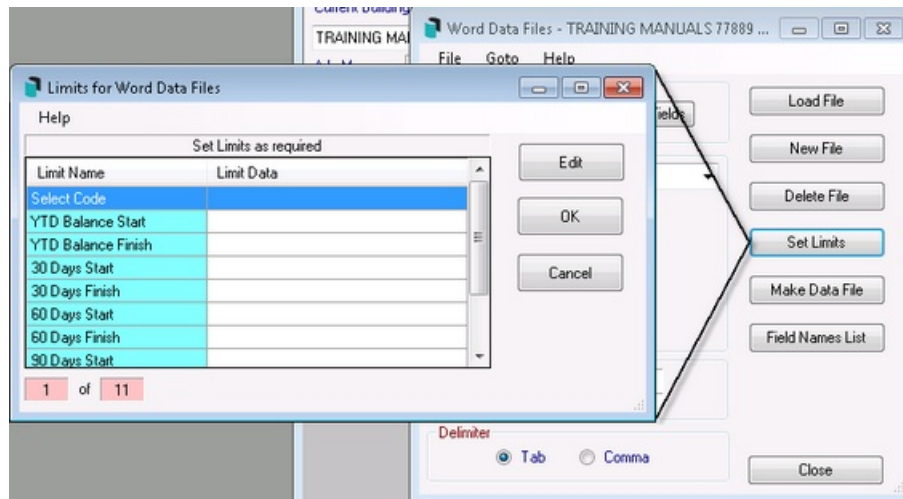 Current Building
TRAINING MAI
Word Data Files - TRAINING MANUALS 77889 ...
File Goto Help
Limits for Word Data Files
Help
Set Limits as required
Limit Name Limit Data
Select Code
YTD Balance Start
YTD Balance Finish
30 Days Start
30 Days Finish
60 Days Start
60 Days Finish
90 Days Start
1 of 11
Edit
OK
Cancel
Load File
New File
Delete File
Set Limits
Make Data File
Field Names List
Delimiter
Tab Comma
Close